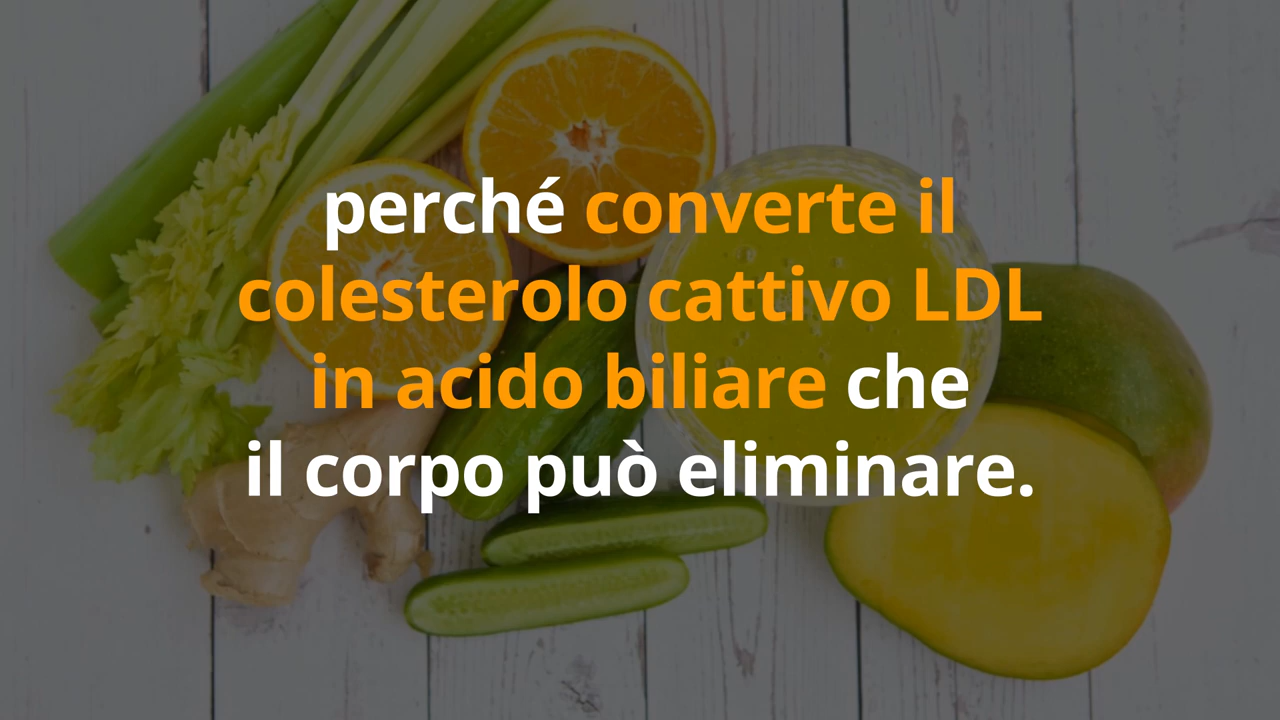 perché converte il
colesterolo cattivo LDL
in acido biliare che
il corpo può eliminare.